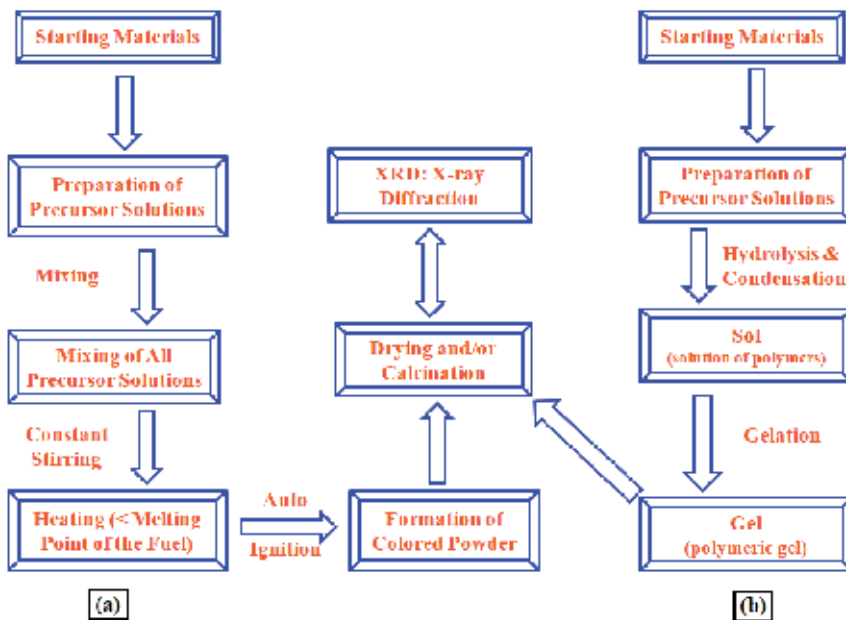 Starting Materials
Preparation of
Precursor Solutions
Mixing
Mixing of All
Precursor Solutions
Constant
Stirring
Heating (< Melting
Point of the Fuel)
Auto
Ignition
Formation of
Colored Powder
Drying and/or
Calcination
XRD: X-ray
Diffraction
(a)
Starting Materials
Preparation of
Precursor Solutions
Hydrolysis &
Condensation
Sol
(solution of polymers)
Gelation
Gel
(polymeric gel)
(b)